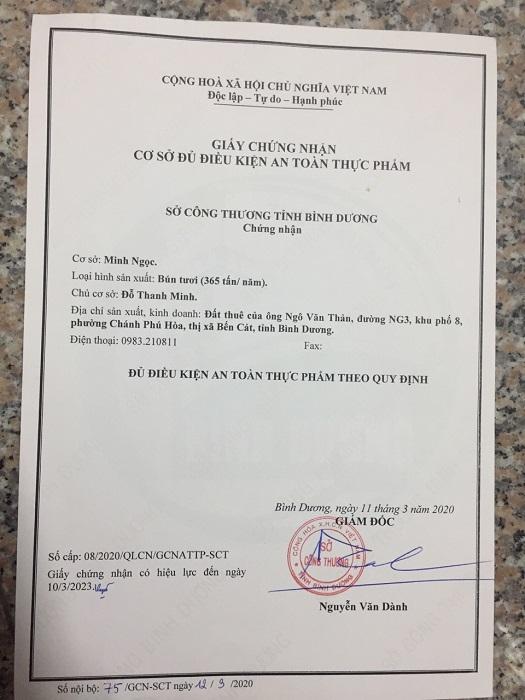 CỘNG HOÀ XÃ HỘI CHỦ NGHĨA VIỆT NAM
Độc lập – Tự do – Hạnh phúc
GIẤY CHỨNG NHẬN
CƠ SỞ ĐỦ ĐIỀU KIỆN AN TOÀN THỰC PHẨM
SỞ CÔNG THƯƠNG TỈNH BÌNH DƯƠNG
Chứng nhận
Cơ sở: Minh Ngọc.
Loại hình sản xuất: Bún tươi (365 tấn/ năm).
Chủ cơ sở: Đỗ Thanh Minh.
Địa chỉ sản xuất, kinh doanh: Đất thuê của ông Ngô Văn Thản, đường NG3, khu phố 8,
phường Chánh Phú Hòa, thị xã Bến Cát, tỉnh Bình Dương.
Điện thoại: 0983.210811 Fax:
ĐỦ ĐIỀU KIỆN AN TOÀN THỰC PHẨM THEO QUY ĐỊNH
Bình Dương, ngày 11 tháng 3 năm 2020
GIÁM ĐỐC
CỘNG HÒA X.H.C.N VIỆT NAM
SỞ
CÔNG THƯƠNG
TỈNH BÌNH DƯƠNG
Số cấp: 08/2020/QLCN/GCNATTP-SCT
Giấy chứng nhận có hiệu lực đến ngày
10/3/2023.
Nguyễn Văn Dành
Số nội bộ: 75/GCN-SCT ngày 12/3/2020